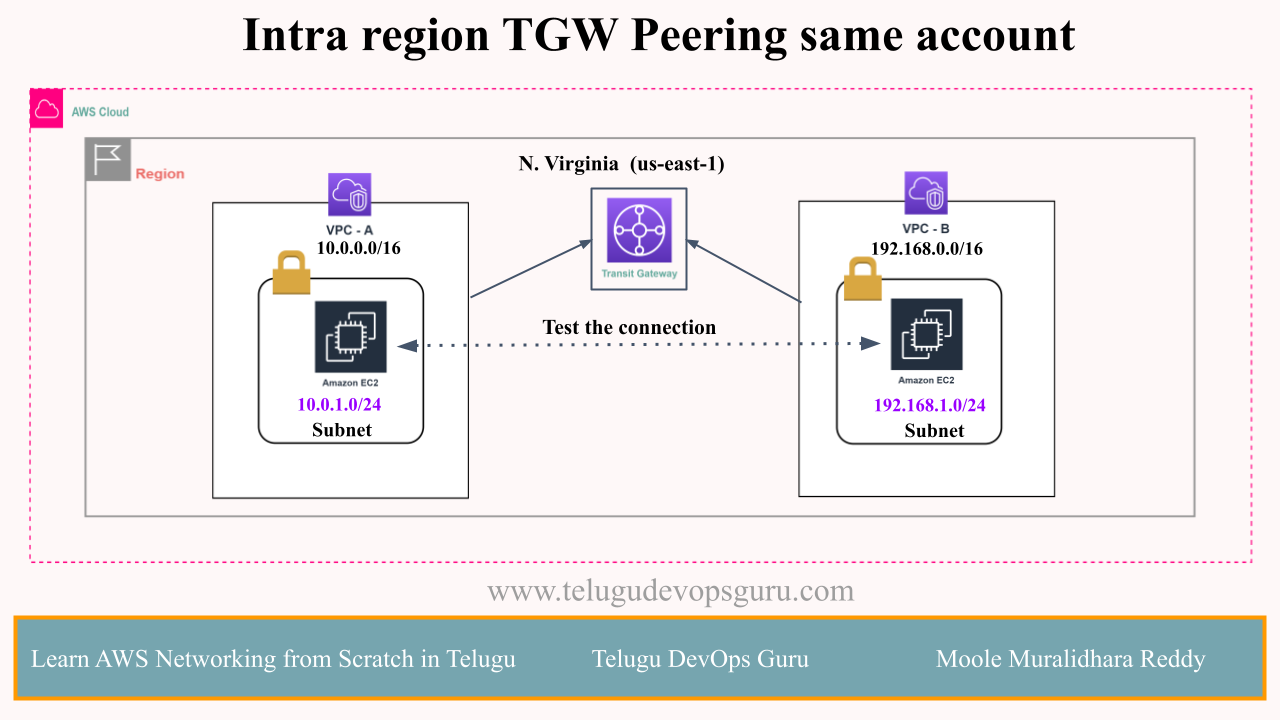 Intra region TGW Peering same account
AWS Cloud
Region
N. Virginia (us-east-1)
VPC - A
10.0.0.0/16
Transit Gateway
VPC - B
192.168.0.0/16
Test the connection
Amazon EC2
10.0.1.0/24
Subnet
Amazon EC2
192.168.1.0/24
Subnet
www.telugudevopsguru.com
Learn AWS Networking from Scratch in Telugu
Telugu DevOps Guru
Moole Muralidhara Reddy